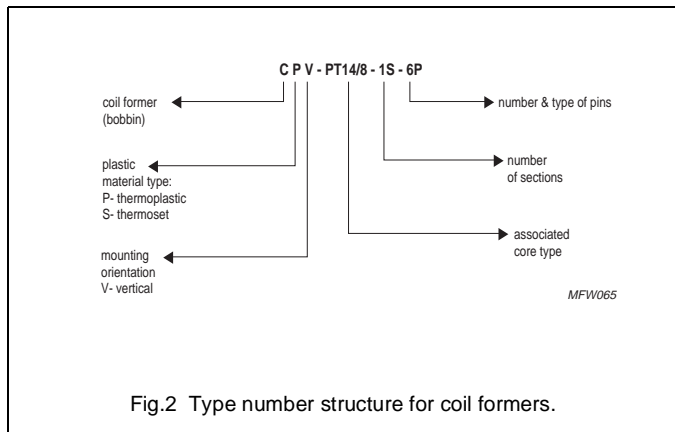 C P V - PT14/8 - 1S - 6P
coil former
(bobbin)
number & type of pins
plastic
material type:
P- thermoplastic
S- thermoset
number
of sections
associated
core type
mounting
orientation
V- vertical
MFW065
Fig.2 Type number structure for coil formers.